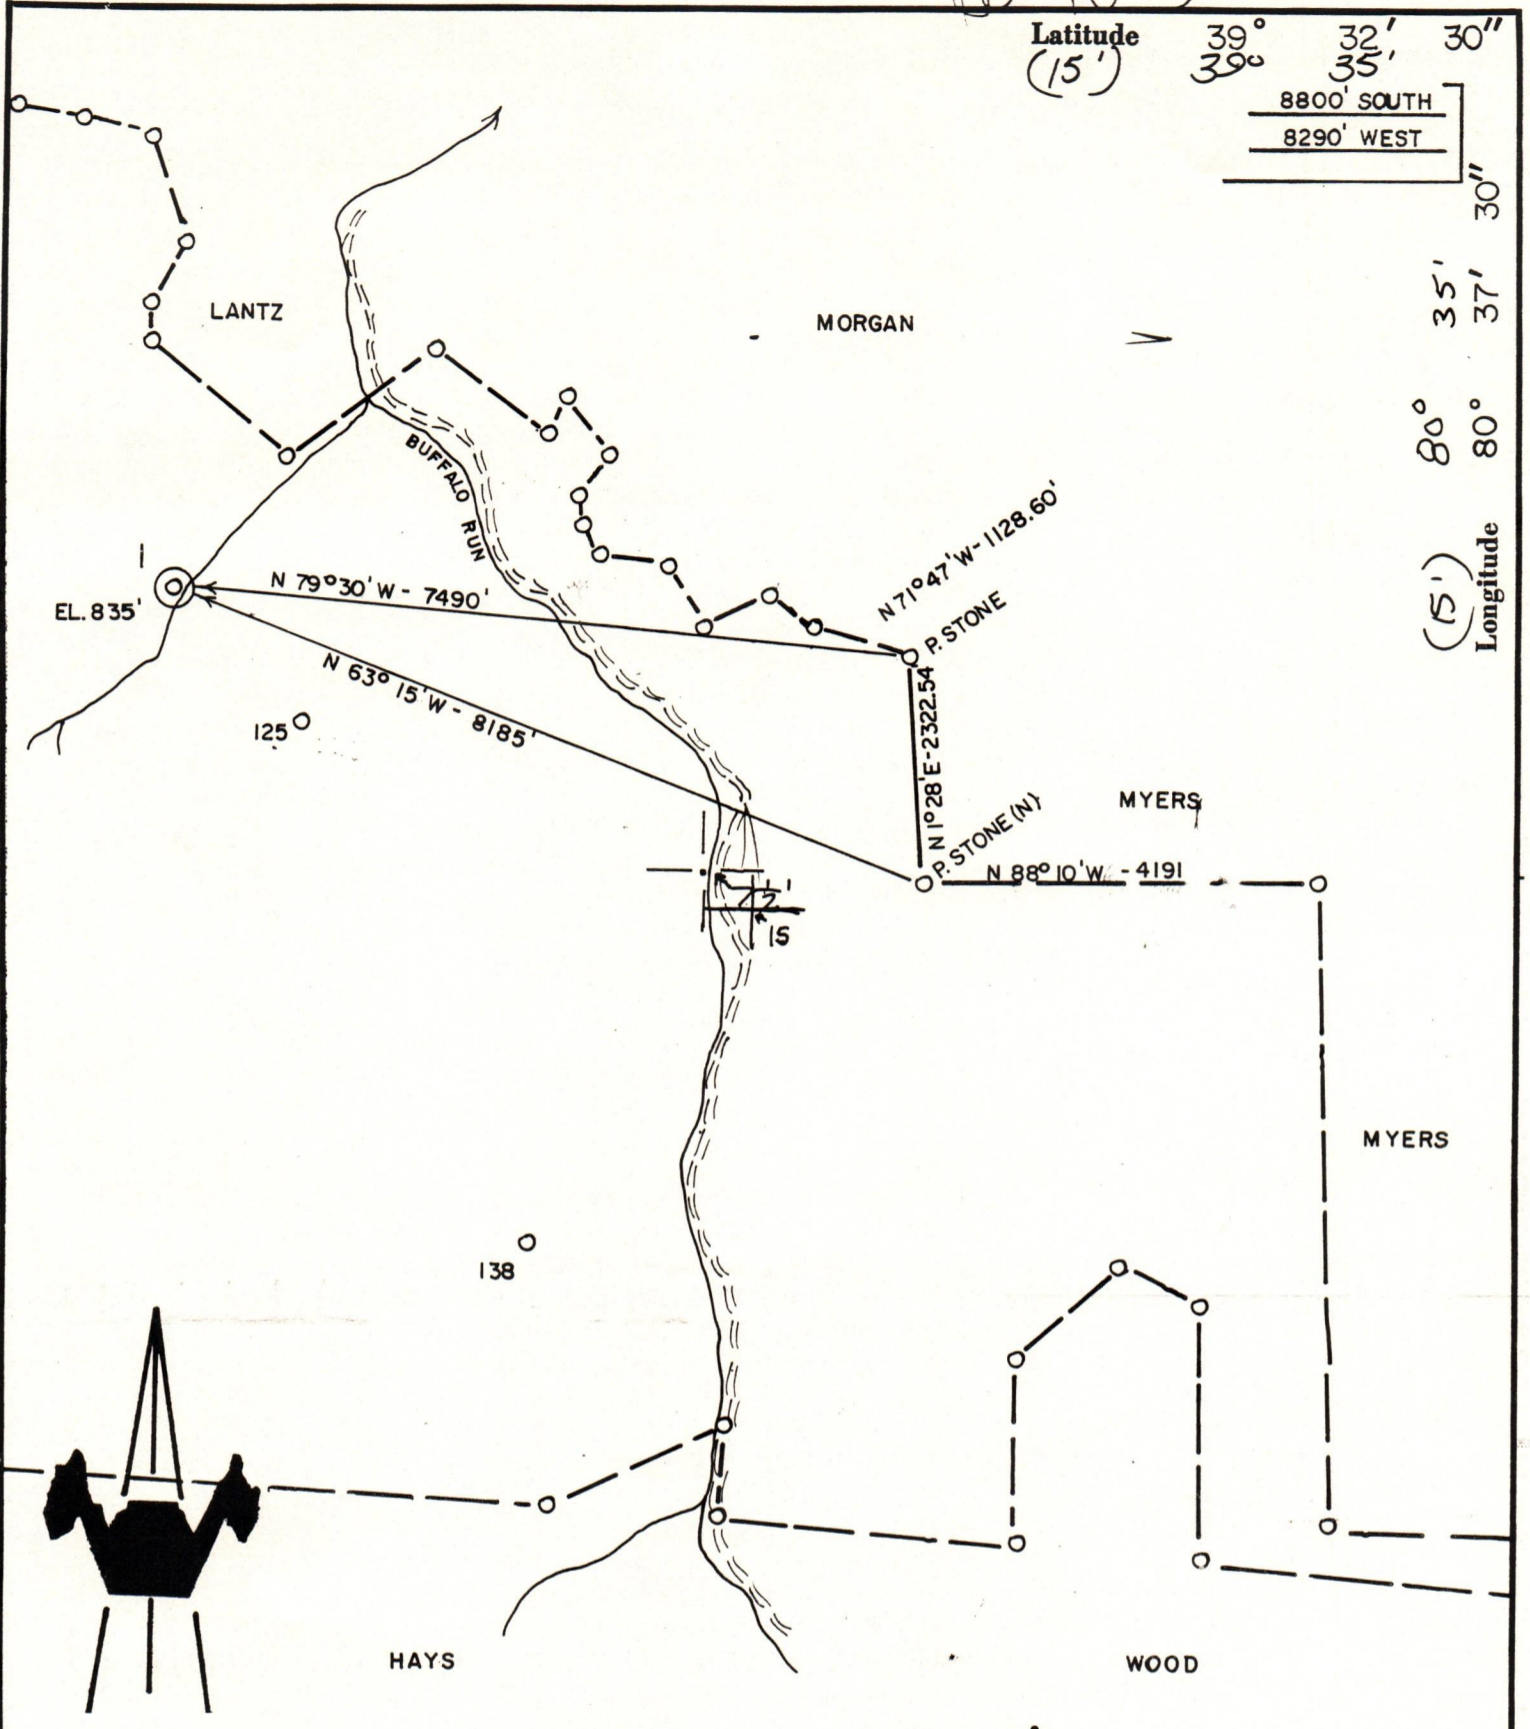 Latitude 39° 32' 30"
(15') 39° 35'
8800' SOUTH
8290' WEST
30"
35'
37'
80°
80°
(15')
Longitude
LANTZ
MORGAN
BUFFALO RUN
N 71° 47' W - 1128.60'
P. STONE
1
EL. 835'
N 79° 30' W - 7490'
N 63° 15' W - 8185'
125
N 1° 28' E - 2322.54
MYERS
P. STONE (N)
N 88° 10' W - 4191
15
MYERS
138
HAYS
WOOD